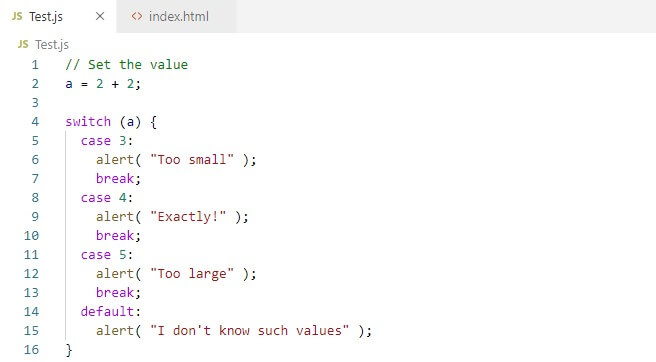 JS Test.js × <> index.html
JS Test.js
1 // Set the value
2 a = 2 + 2;
3
4 switch (a) {
5   case 3:
6     alert( "Too small" );
7     break;
8   case 4:
9     alert( "Exactly!" );
10     break;
11   case 5:
12     alert( "Too large" );
13     break;
14   default:
15     alert( "I don't know such values" );
16 }